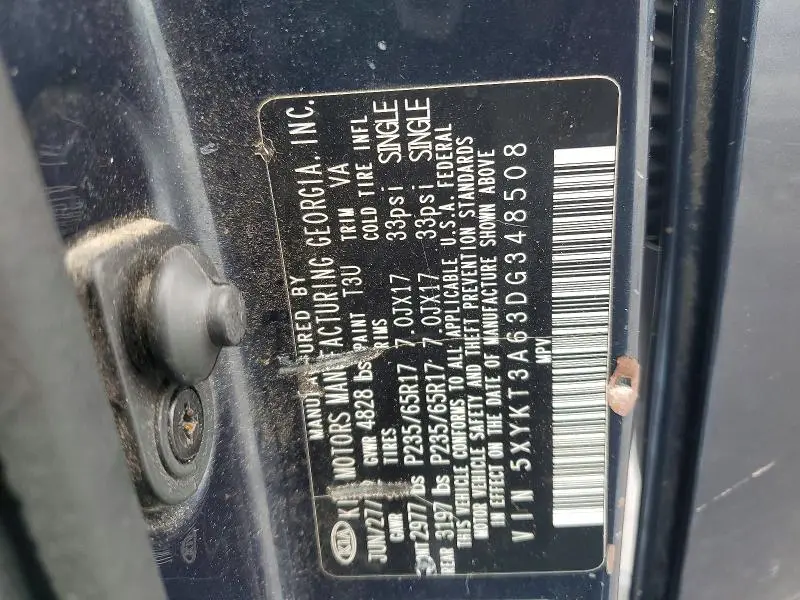 MANUFACTURED BY
KIA MOTORS MANUFACTURING GEORGIA, INC.
JUN/27/ GVWR 4828 lbs PAINT T3U TRIM VA
GAWR TIRES RIMS COLD TIRE INFL
2977 lbs P235/65R17 7.0JX17 33psi SINGLE
REAR 3197 lbs P235/65R17 7.0JX17 33psi SINGLE
THIS VEHICLE CONFORMS TO ALL APPLICABLE U.S.A. FEDERAL
MOTOR VEHICLE SAFETY AND THEFT PREVENTION STANDARDS
IN EFFECT ON THE DATE OF MANUFACTURE SHOWN ABOVE
VIN 5XYKT3A63DG348508
MPV